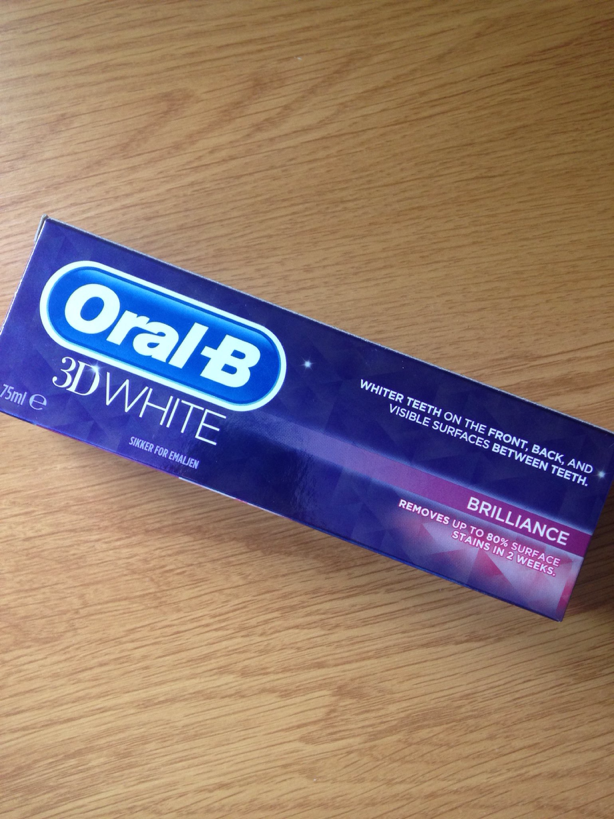 Oral-B
3D WHITE
75ml ℮
SIKKER FOR EMALJEN
WHITER TEETH ON THE FRONT, BACK, AND
VISIBLE SURFACES BETWEEN TEETH.
BRILLIANCE
REMOVES UP TO 80% SURFACE
STAINS IN 2 WEEKS.